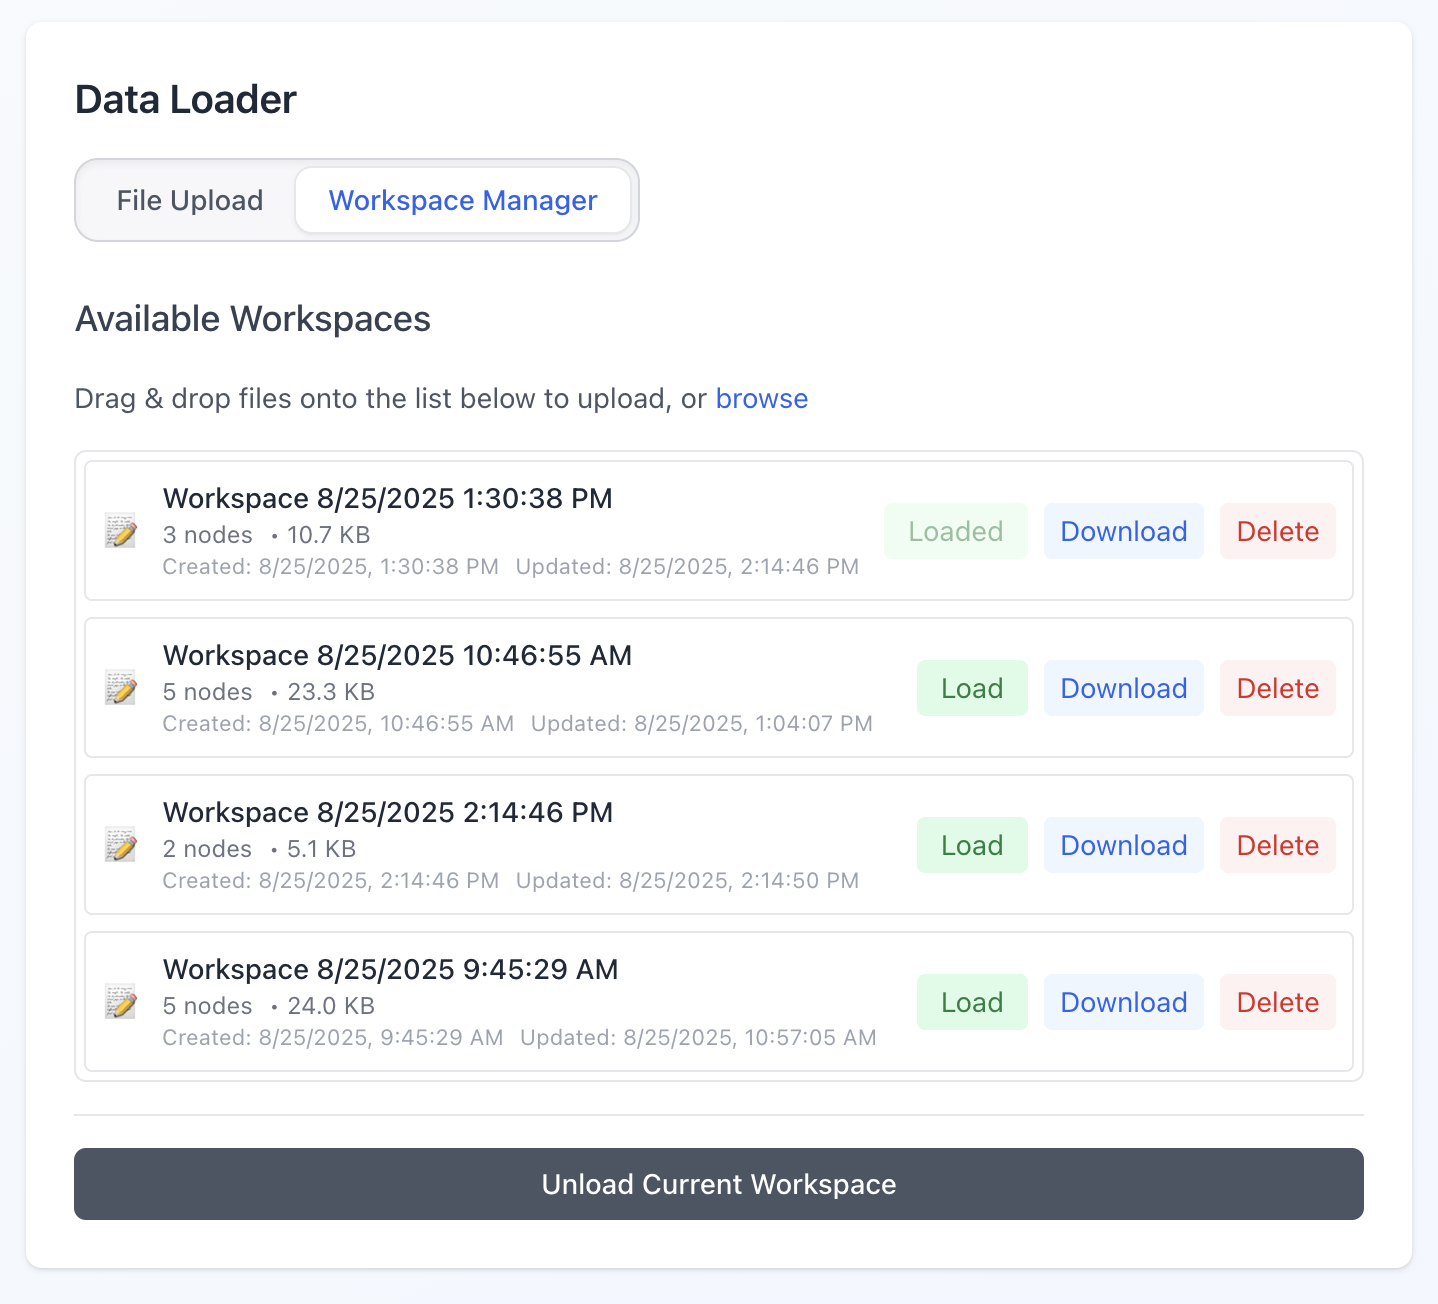 Data Loader
File Upload Workspace Manager
Available Workspaces
Drag & drop files onto the list below to upload, or browse
Workspace 8/25/2025 1:30:38 PM
3 nodes • 10.7 KB
Created: 8/25/2025, 1:30:38 PM Updated: 8/25/2025, 2:14:46 PM
Loaded Download Delete
Workspace 8/25/2025 10:46:55 AM
5 nodes • 23.3 KB
Created: 8/25/2025, 10:46:55 AM Updated: 8/25/2025, 1:04:07 PM
Load Download Delete
Workspace 8/25/2025 2:14:46 PM
2 nodes • 5.1 KB
Created: 8/25/2025, 2:14:46 PM Updated: 8/25/2025, 2:14:50 PM
Load Download Delete
Workspace 8/25/2025 9:45:29 AM
5 nodes • 24.0 KB
Created: 8/25/2025, 9:45:29 AM Updated: 8/25/2025, 10:57:05 AM
Load Download Delete
Unload Current Workspace